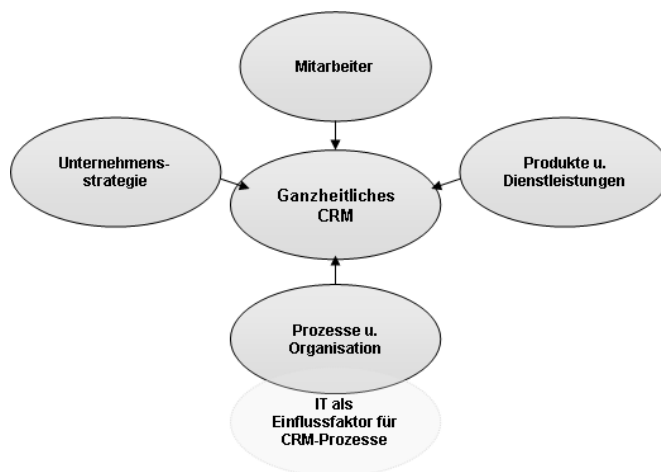 Mitarbeiter
Unternehmens-
strategie
Produkte u.
Dienstleistungen
Ganzheitliches
CRM
Prozesse u.
Organisation
IT als
Einflussfaktor für
CRM-Prozesse